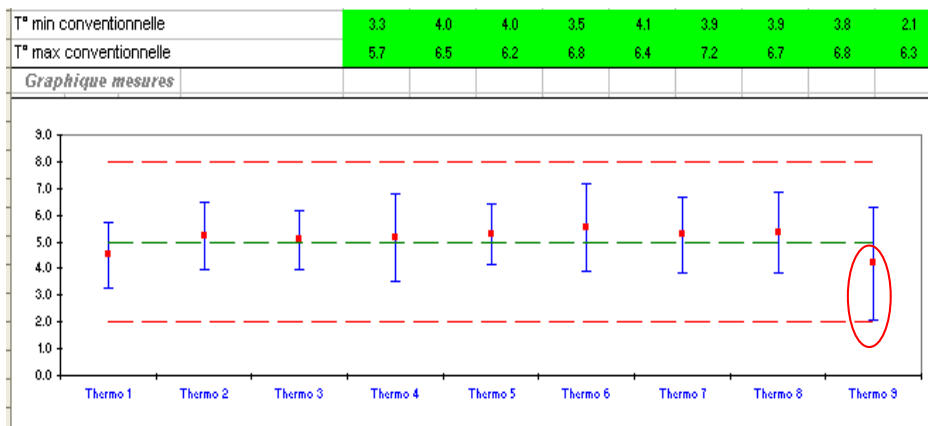 T° min conventionnelle 3.3 4.0 4.0 3.5 4.1 3.9 3.9 3.8 2.1
T° max conventionnelle 5.7 6.5 6.2 6.8 6.4 7.2 6.7 6.8 6.3
Graphique mesures
9.0
8.0
7.0
6.0
5.0
4.0
3.0
2.0
1.0
0.0
Thermo 1 Thermo 2 Thermo 3 Thermo 4 Thermo 5 Thermo 6 Thermo 7 Thermo 8 Thermo 9